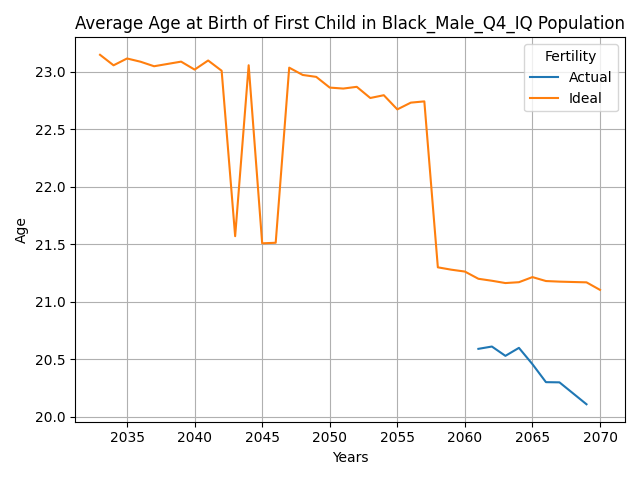 Average Age at Birth of First Child in Black_Male_Q4_IQ Population
Fertility
Actual
Ideal
Age
23.0
22.5
22.0
21.5
21.0
20.5
20.0
2035 2040 2045 2050 2055 2060 2065 2070
Years